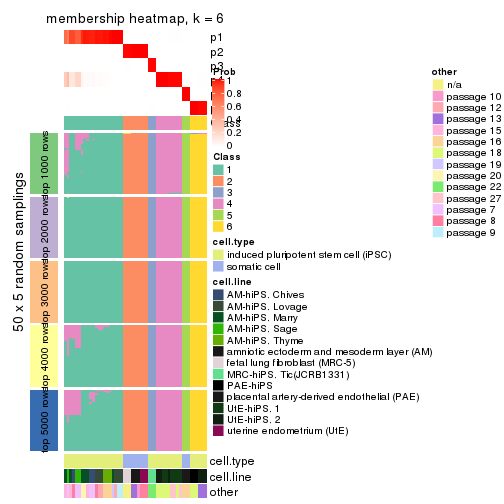 membership heatmap, k = 6
p1
p2
p3
p4
Prob
1
0.8
0.6
0.4
0.2
0
Class
1
2
3
4
5
6
cell.type
induced pluripotent stem cell (iPSC)
somatic cell
cell.line
AM-hiPS. Chives
AM-hiPS. Lovage
AM-hiPS. Marry
AM-hiPS. Sage
AM-hiPS. Thyme
amniotic ectoderm and mesoderm layer (AM)
fetal lung fibroblast (MRC-5)
MRC-hiPS. Tic(JCRB1331)
PAE-hiPS
placental artery-derived endothelial (PAE)
UtE-hiPS. 1
UtE-hiPS. 2
uterine endometrium (UtE)
other
n/a
passage 10
passage 12
passage 13
passage 15
passage 16
passage 18
passage 19
passage 20
passage 22
passage 27
passage 7
passage 8
passage 9
50 x 5 random samplings
top 1000 rows
top 2000 rows
top 3000 rows
top 4000 rows
top 5000 rows
cell.type
cell.line
other